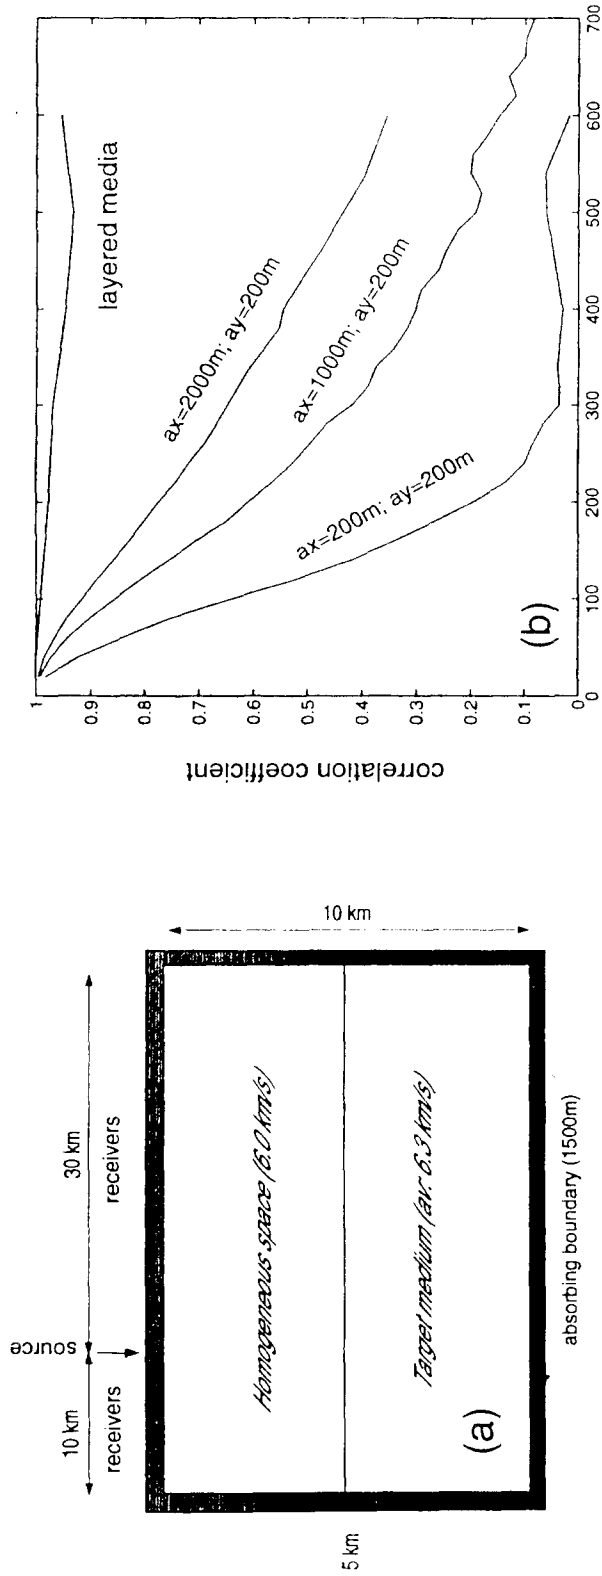 10 km
30 km
source
receivers
receivers
Homogeneous space (6.0 km/s)
Target medium (av. 6.3 km/s)
10 km
5 km
(a)
absorbing boundary (1500m)
correlation coefficient
1
0.9
0.8
0.7
0.6
0.5
0.4
0.3
0.2
0.1
0
layered media
ax=2000m; ay=200m
ax=1000m; ay=200m
ax=200m; ay=200m
(b)
0
100
200
300
400
500
600
700